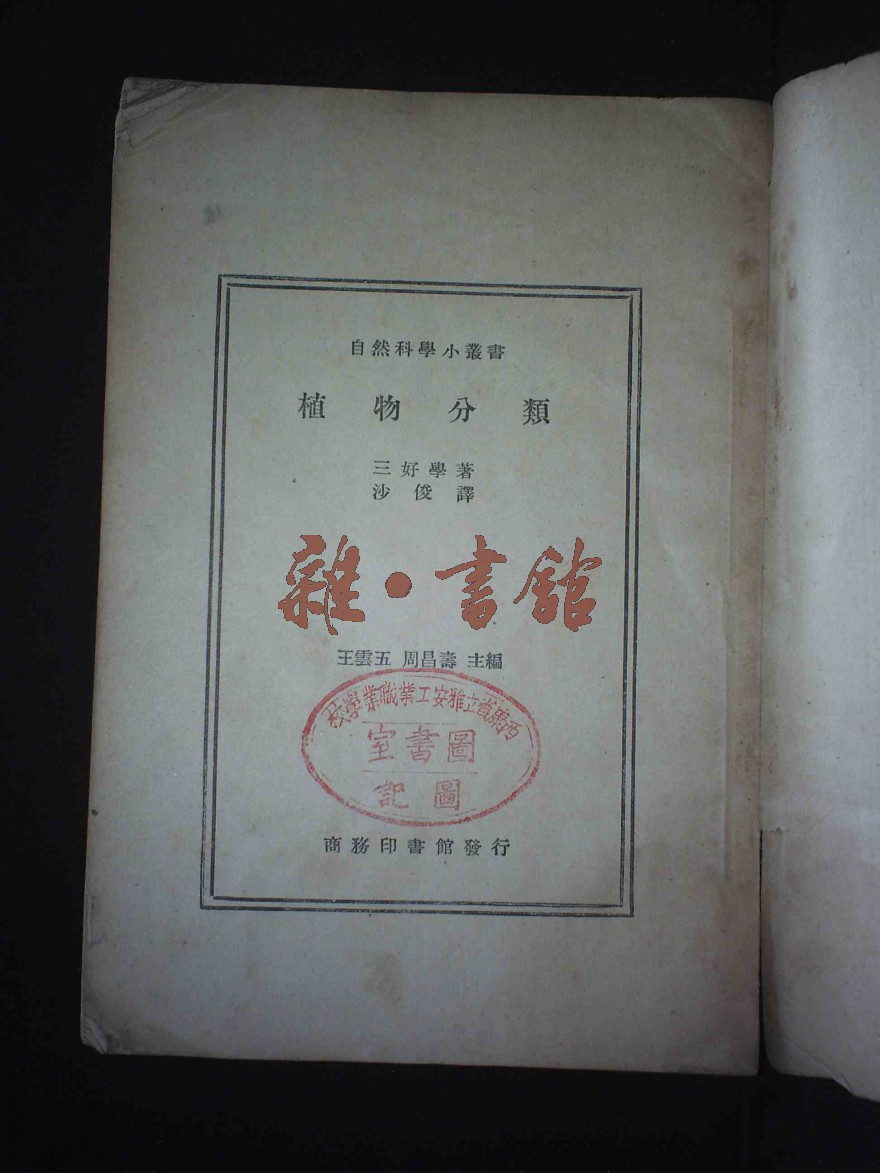 自然科學小叢書
植物分類
三好學著
沙俊譯
雜·書館
王雲五 周昌壽 主編
西康省立雅安工業職業學校
圖書室
圖記
商務印書館發行